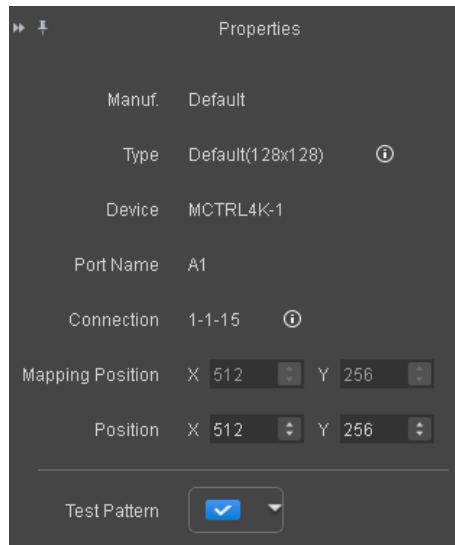 Properties
Manuf. Default
Type Default(128x128)
Device MCTRL4K-1
Port Name A1
Connection 1-1-15
Mapping Position X 512 Y 256
Position X 512 Y 256
Test Pattern